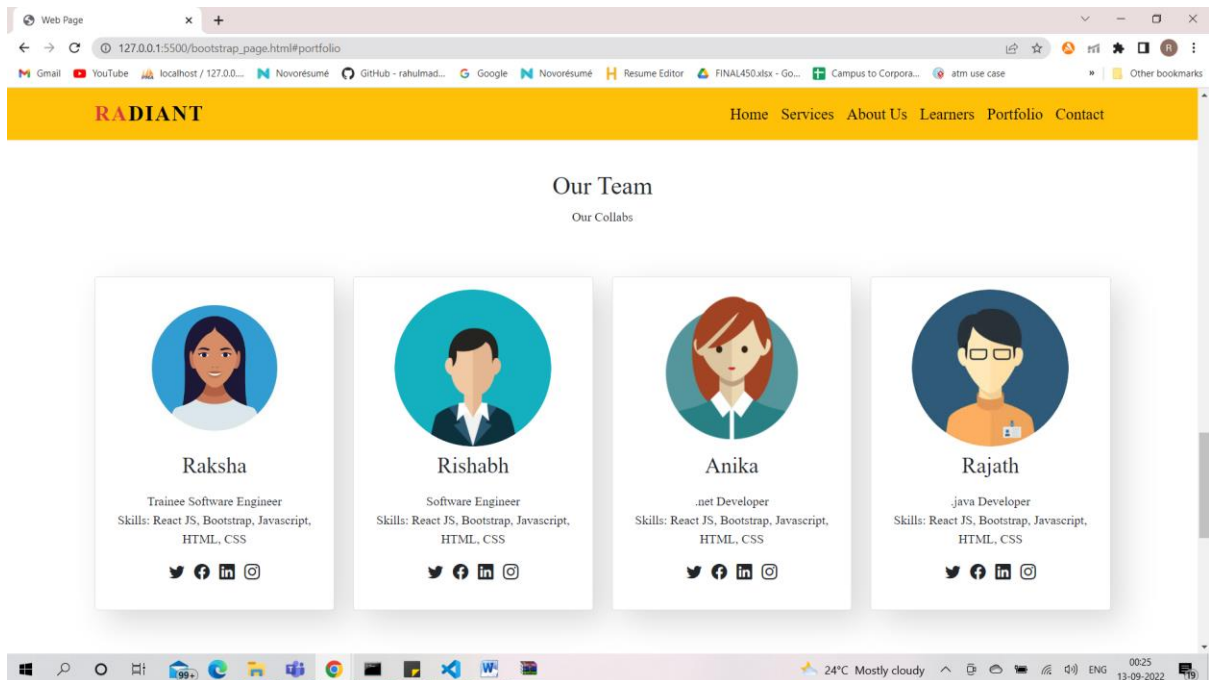 Web Page
127.0.0.1:5500/bootstrap_page.html#portfolio
R
Gmail YouTube localhost / 127.0.0... Novorésumé GitHub - rahulmad... Google Novorésumé Resume Editor FINAL450.xlsx - Go... Campus to Corpora... atm use case » Other bookmarks
RADIANT Home Services About Us Learners Portfolio Contact
Our Team
Our Collabs
Raksha
Trainee Software Engineer
Skills: React JS, Bootstrap, Javascript,
HTML, CSS
Rishabh
Software Engineer
Skills: React JS, Bootstrap, Javascript,
HTML, CSS
Anika
.net Developer
Skills: React JS, Bootstrap, Javascript,
HTML, CSS
Rajath
.java Developer
Skills: React JS, Bootstrap, Javascript,
HTML, CSS
99+ 24°C Mostly cloudy ENG 00:25
13-09-2022 19